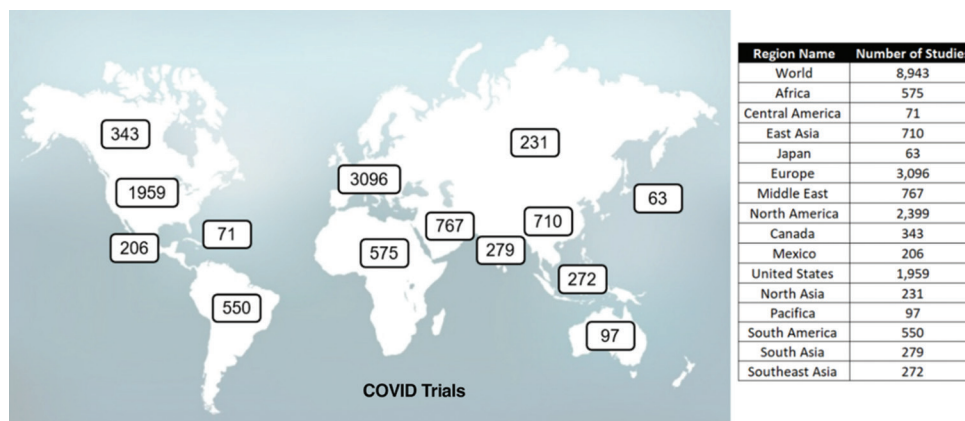 343
1959
206
71
550
3096
231
767
575
279
710
63
272
97
COVID Trials
Region Name Number of Studie
World 8,943
Africa 575
Central America 71
East Asia 710
Japan 63
Europe 3,096
Middle East 767
North America 2,399
Canada 343
Mexico 206
United States 1,959
North Asia 231
Pacifica 97
South America 550
South Asia 279
Southeast Asia 272